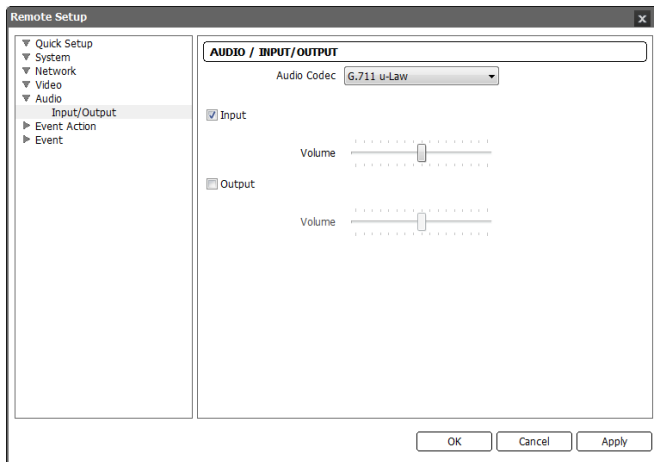 Remote Setup
Quick Setup
System
Network
Video
Audio
Input/Output
Event Action
Event
AUDIO / INPUT/OUTPUT
Audio Codec G.711 u-Law
Input
Volume
Output
Volume
OK Cancel Apply